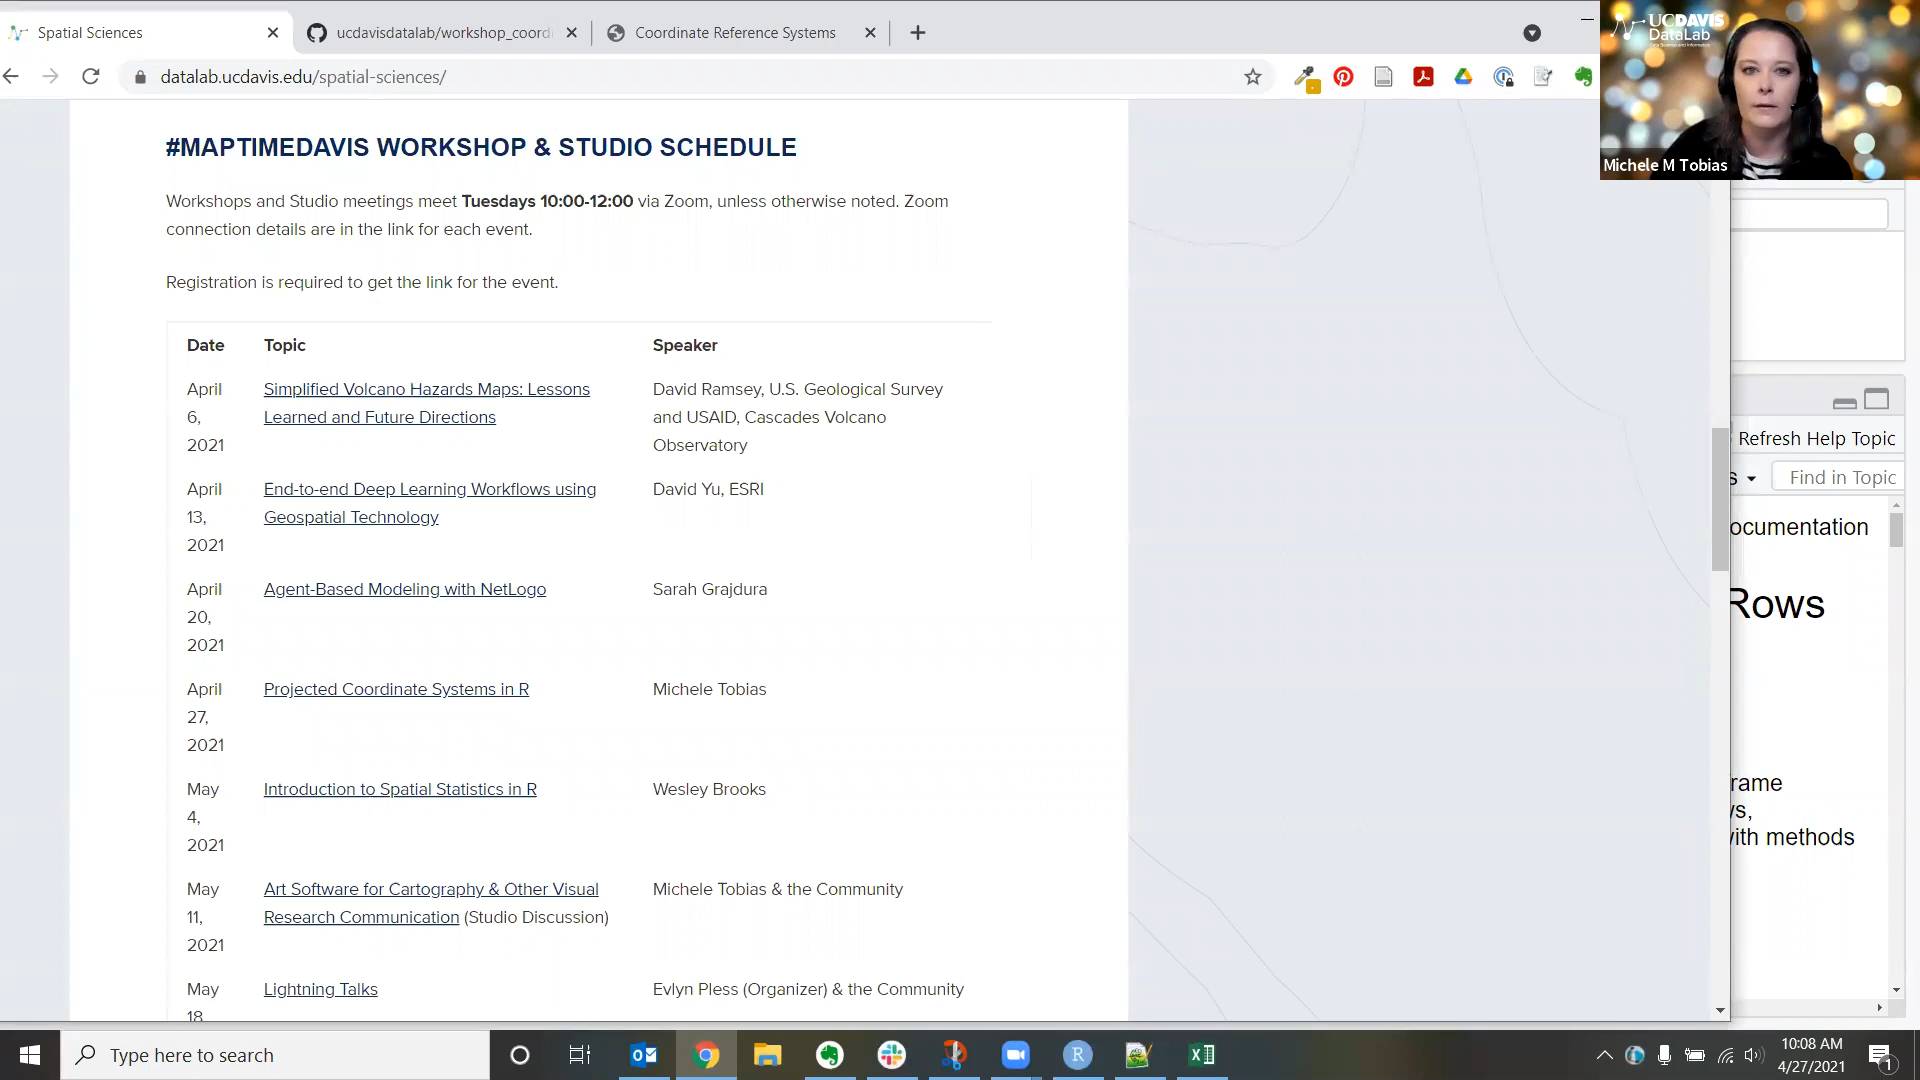 Spatial Sciences
ucdavisdatalab/workshop_coord
Coordinate Reference Systems
datalab.ucdavis.edu/spatial-sciences/
UCDAVIS
DataLab
Michele M Tobias
#MAPTIMEDAVIS WORKSHOP & STUDIO SCHEDULE
Workshops and Studio meetings meet Tuesdays 10:00-12:00 via Zoom, unless otherwise noted. Zoom
connection details are in the link for each event.
Registration is required to get the link for the event.
Date Topic Speaker
April Simplified Volcano Hazards Maps: Lessons David Ramsey, U.S. Geological Survey
6, Learned and Future Directions and USAID, Cascades Volcano
2021 Observatory
April End-to-end Deep Learning Workflows using David Yu, ESRI
13, Geospatial Technology
2021
April Agent-Based Modeling with NetLogo Sarah Grajdura
20,
2021
April Projected Coordinate Systems in R Michele Tobias
27,
2021
May Introduction to Spatial Statistics in R Wesley Brooks
4,
2021
May Art Software for Cartography & Other Visual Michele Tobias & the Community
11, Research Communication (Studio Discussion)
2021
May Lightning Talks Evlyn Pless (Organizer) & the Community
18,
Refresh Help Topic
s Find in Topic
ocumentation
Rows
rame
vs,
vith methods
Type here to search
10:08 AM
4/27/2021
1